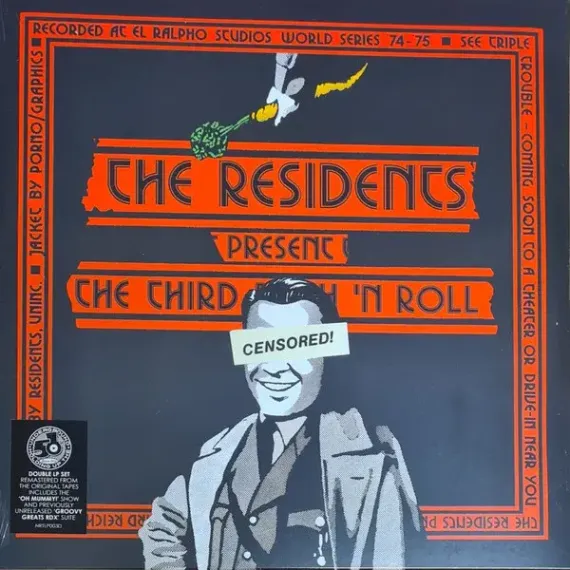 RECORDED AT EL RALPHO STUDIOS WORLD SERIES 74-75 ■ SEE TRIPLE
TROUBLE - COMING SOON TO A THEATER OR DRIVE-IN NEAR YOU
BY RESIDENTS, UNINC. ■ JACKET BY PORNO/GRAPHICS ■
THE RESIDENTS
PRESENT
THE THIRD 'N ROLL
CENSORED!
DOUBLE LP SET
REMASTERED FROM
THE ORIGINAL TAPES
INCLUDES THE
'OH MUMMY!' SHOW
AND PREVIOUSLY
UNRELEASED 'GROOVY
GREATS RDX' SUITE
THE RESIDENTS